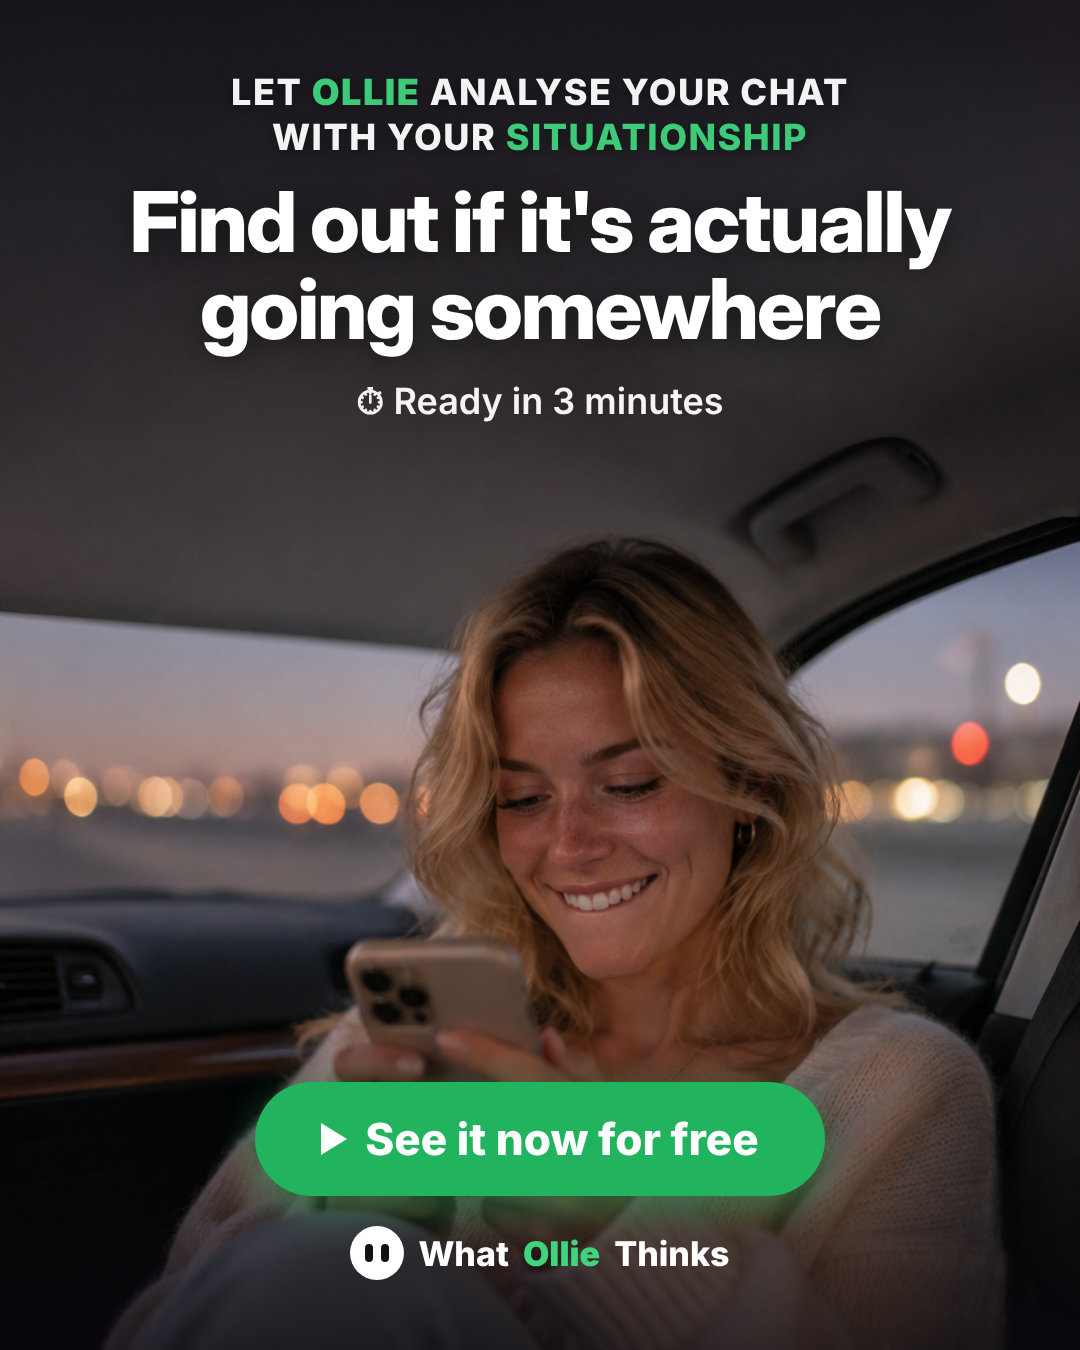 LET OLLIE ANALYSE YOUR CHAT
WITH YOUR SITUATIONSHIP
Find out if it's actually
going somewhere
⏱ Ready in 3 minutes
▶ See it now for free
What Ollie Thinks